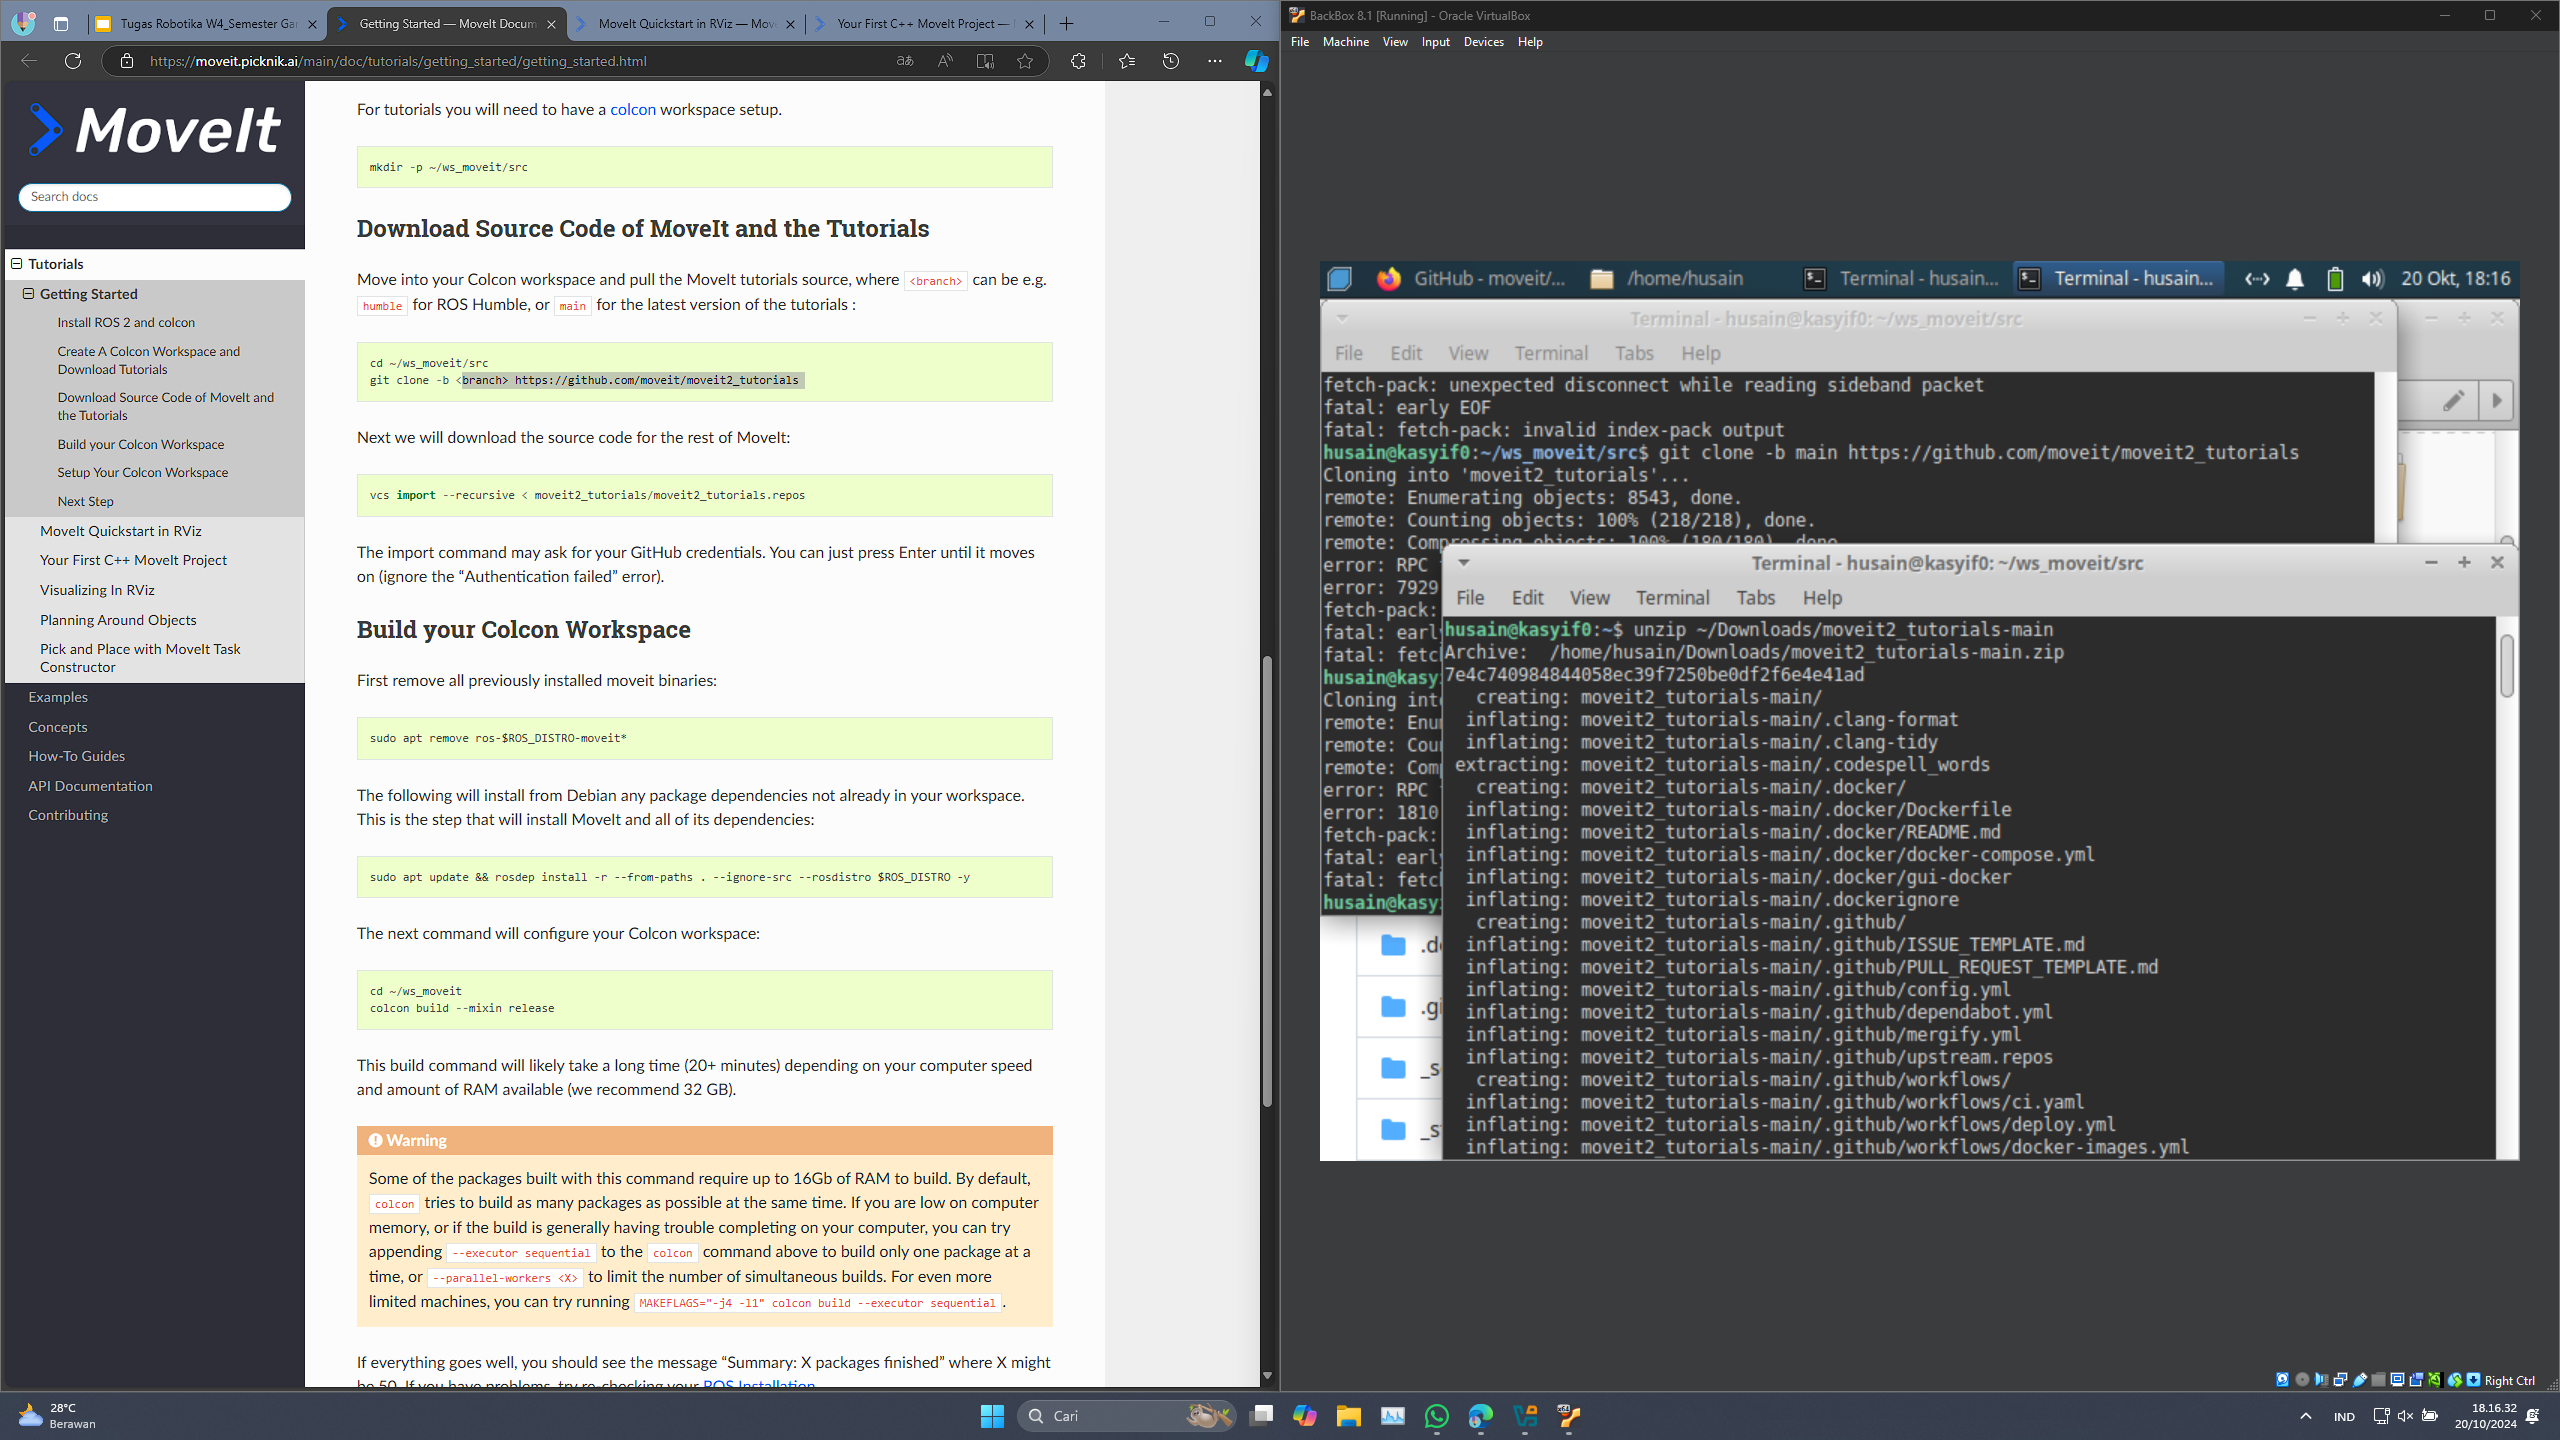 Tugas Robotika W4_Semester Ga
Getting Started — MoveIt Docum
MoveIt Quickstart in RViz — Mov
Your First C++ MoveIt Project —
https://moveit.picknik.ai/main/doc/tutorials/getting_started/getting_started.html
MoveIt
Search docs
Tutorials
Getting Started
Install ROS 2 and colcon
Create A Colcon Workspace and
Download Tutorials
Download Source Code of MoveIt and
the Tutorials
Build your Colcon Workspace
Setup Your Colcon Workspace
Next Step
MoveIt Quickstart in RViz
Your First C++ MoveIt Project
Visualizing In RViz
Planning Around Objects
Pick and Place with MoveIt Task
Constructor
Examples
Concepts
How-To Guides
API Documentation
Contributing
For tutorials you will need to have a colcon workspace setup.
mkdir -p ~/ws_moveit/src
Download Source Code of MoveIt and the Tutorials
Move into your Colcon workspace and pull the MoveIt tutorials source, where <branch> can be e.g.
humble for ROS Humble, or main for the latest version of the tutorials :
cd ~/ws_moveit/src
git clone -b <branch> https://github.com/moveit/moveit2_tutorials
Next we will download the source code for the rest of MoveIt:
vcs import --recursive < moveit2_tutorials/moveit2_tutorials.repos
The import command may ask for your GitHub credentials. You can just press Enter until it moves
on (ignore the “Authentication failed” error).
Build your Colcon Workspace
First remove all previously installed moveit binaries:
sudo apt remove ros-$ROS_DISTRO-moveit*
The following will install from Debian any package dependencies not already in your workspace.
This is the step that will install MoveIt and all of its dependencies:
sudo apt update && rosdep install -r --from-paths . --ignore-src --rosdistro $ROS_DISTRO -y
The next command will configure your Colcon workspace:
cd ~/ws_moveit
colcon build --mixin release
This build command will likely take a long time (20+ minutes) depending on your computer speed
and amount of RAM available (we recommend 32 GB).
Warning
Some of the packages built with this command require up to 16Gb of RAM to build. By default,
colcon tries to build as many packages as possible at the same time. If you are low on computer
memory, or if the build is generally having trouble completing on your computer, you can try
appending --executor sequential to the colcon command above to build only one package at a
time, or --parallel-workers <X> to limit the number of simultaneous builds. For even more
limited machines, you can try running MAKEFLAGS="-j4 -l1" colcon build --executor sequential .
If everything goes well, you should see the message “Summary: X packages finished” where X might
be 50. If you have problems, try re-checking your ROS Installation.
BackBox 8.1 [Running] - Oracle VirtualBox
File Machine View Input Devices Help
GitHub - moveit/...
/home/husain
Terminal - husain...
Terminal - husain...
20 Okt, 18:16
Terminal - husain@kasyif0: ~/ws_moveit/src
File Edit View Terminal Tabs Help
fetch-pack: unexpected disconnect while reading sideband packet
fatal: early EOF
fatal: fetch-pack: invalid index-pack output
husain@kasyif0:~/ws_moveit/src$ git clone -b main https://github.com/moveit/moveit2_tutorials
Cloning into 'moveit2_tutorials'...
remote: Enumerating objects: 8543, done.
remote: Counting objects: 100% (218/218), done.
remote: Compressing objects: 100% (180/180), done.
error: RPC
error: 7929
fetch-pack:
fatal: earl
fatal: fetc
husain@kasy
Cloning int
remote: Enu
remote: Cou
remote: Com
error: RPC
error: 1810
fetch-pack:
fatal: earl
fatal: fetc
husain@kasy
.d
.g
_s
_s
Terminal - husain@kasyif0: ~/ws_moveit/src
File Edit View Terminal Tabs Help
husain@kasyif0:~$ unzip ~/Downloads/moveit2_tutorials-main
Archive:  /home/husain/Downloads/moveit2_tutorials-main.zip
7e4c740984844058ec39f7250be0df2f6e4e41ad
creating: moveit2_tutorials-main/
inflating: moveit2_tutorials-main/.clang-format
inflating: moveit2_tutorials-main/.clang-tidy
extracting: moveit2_tutorials-main/.codespell_words
creating: moveit2_tutorials-main/.docker/
inflating: moveit2_tutorials-main/.docker/Dockerfile
inflating: moveit2_tutorials-main/.docker/README.md
inflating: moveit2_tutorials-main/.docker/docker-compose.yml
inflating: moveit2_tutorials-main/.docker/gui-docker
inflating: moveit2_tutorials-main/.dockerignore
creating: moveit2_tutorials-main/.github/
inflating: moveit2_tutorials-main/.github/ISSUE_TEMPLATE.md
inflating: moveit2_tutorials-main/.github/PULL_REQUEST_TEMPLATE.md
inflating: moveit2_tutorials-main/.github/config.yml
inflating: moveit2_tutorials-main/.github/dependabot.yml
inflating: moveit2_tutorials-main/.github/mergify.yml
inflating: moveit2_tutorials-main/.github/upstream.repos
creating: moveit2_tutorials-main/.github/workflows/
inflating: moveit2_tutorials-main/.github/workflows/ci.yaml
inflating: moveit2_tutorials-main/.github/workflows/deploy.yml
inflating: moveit2_tutorials-main/.github/workflows/docker-images.yml
Right Ctrl
28°C
Berawan
Cari
IND
18.16.32
20/10/2024